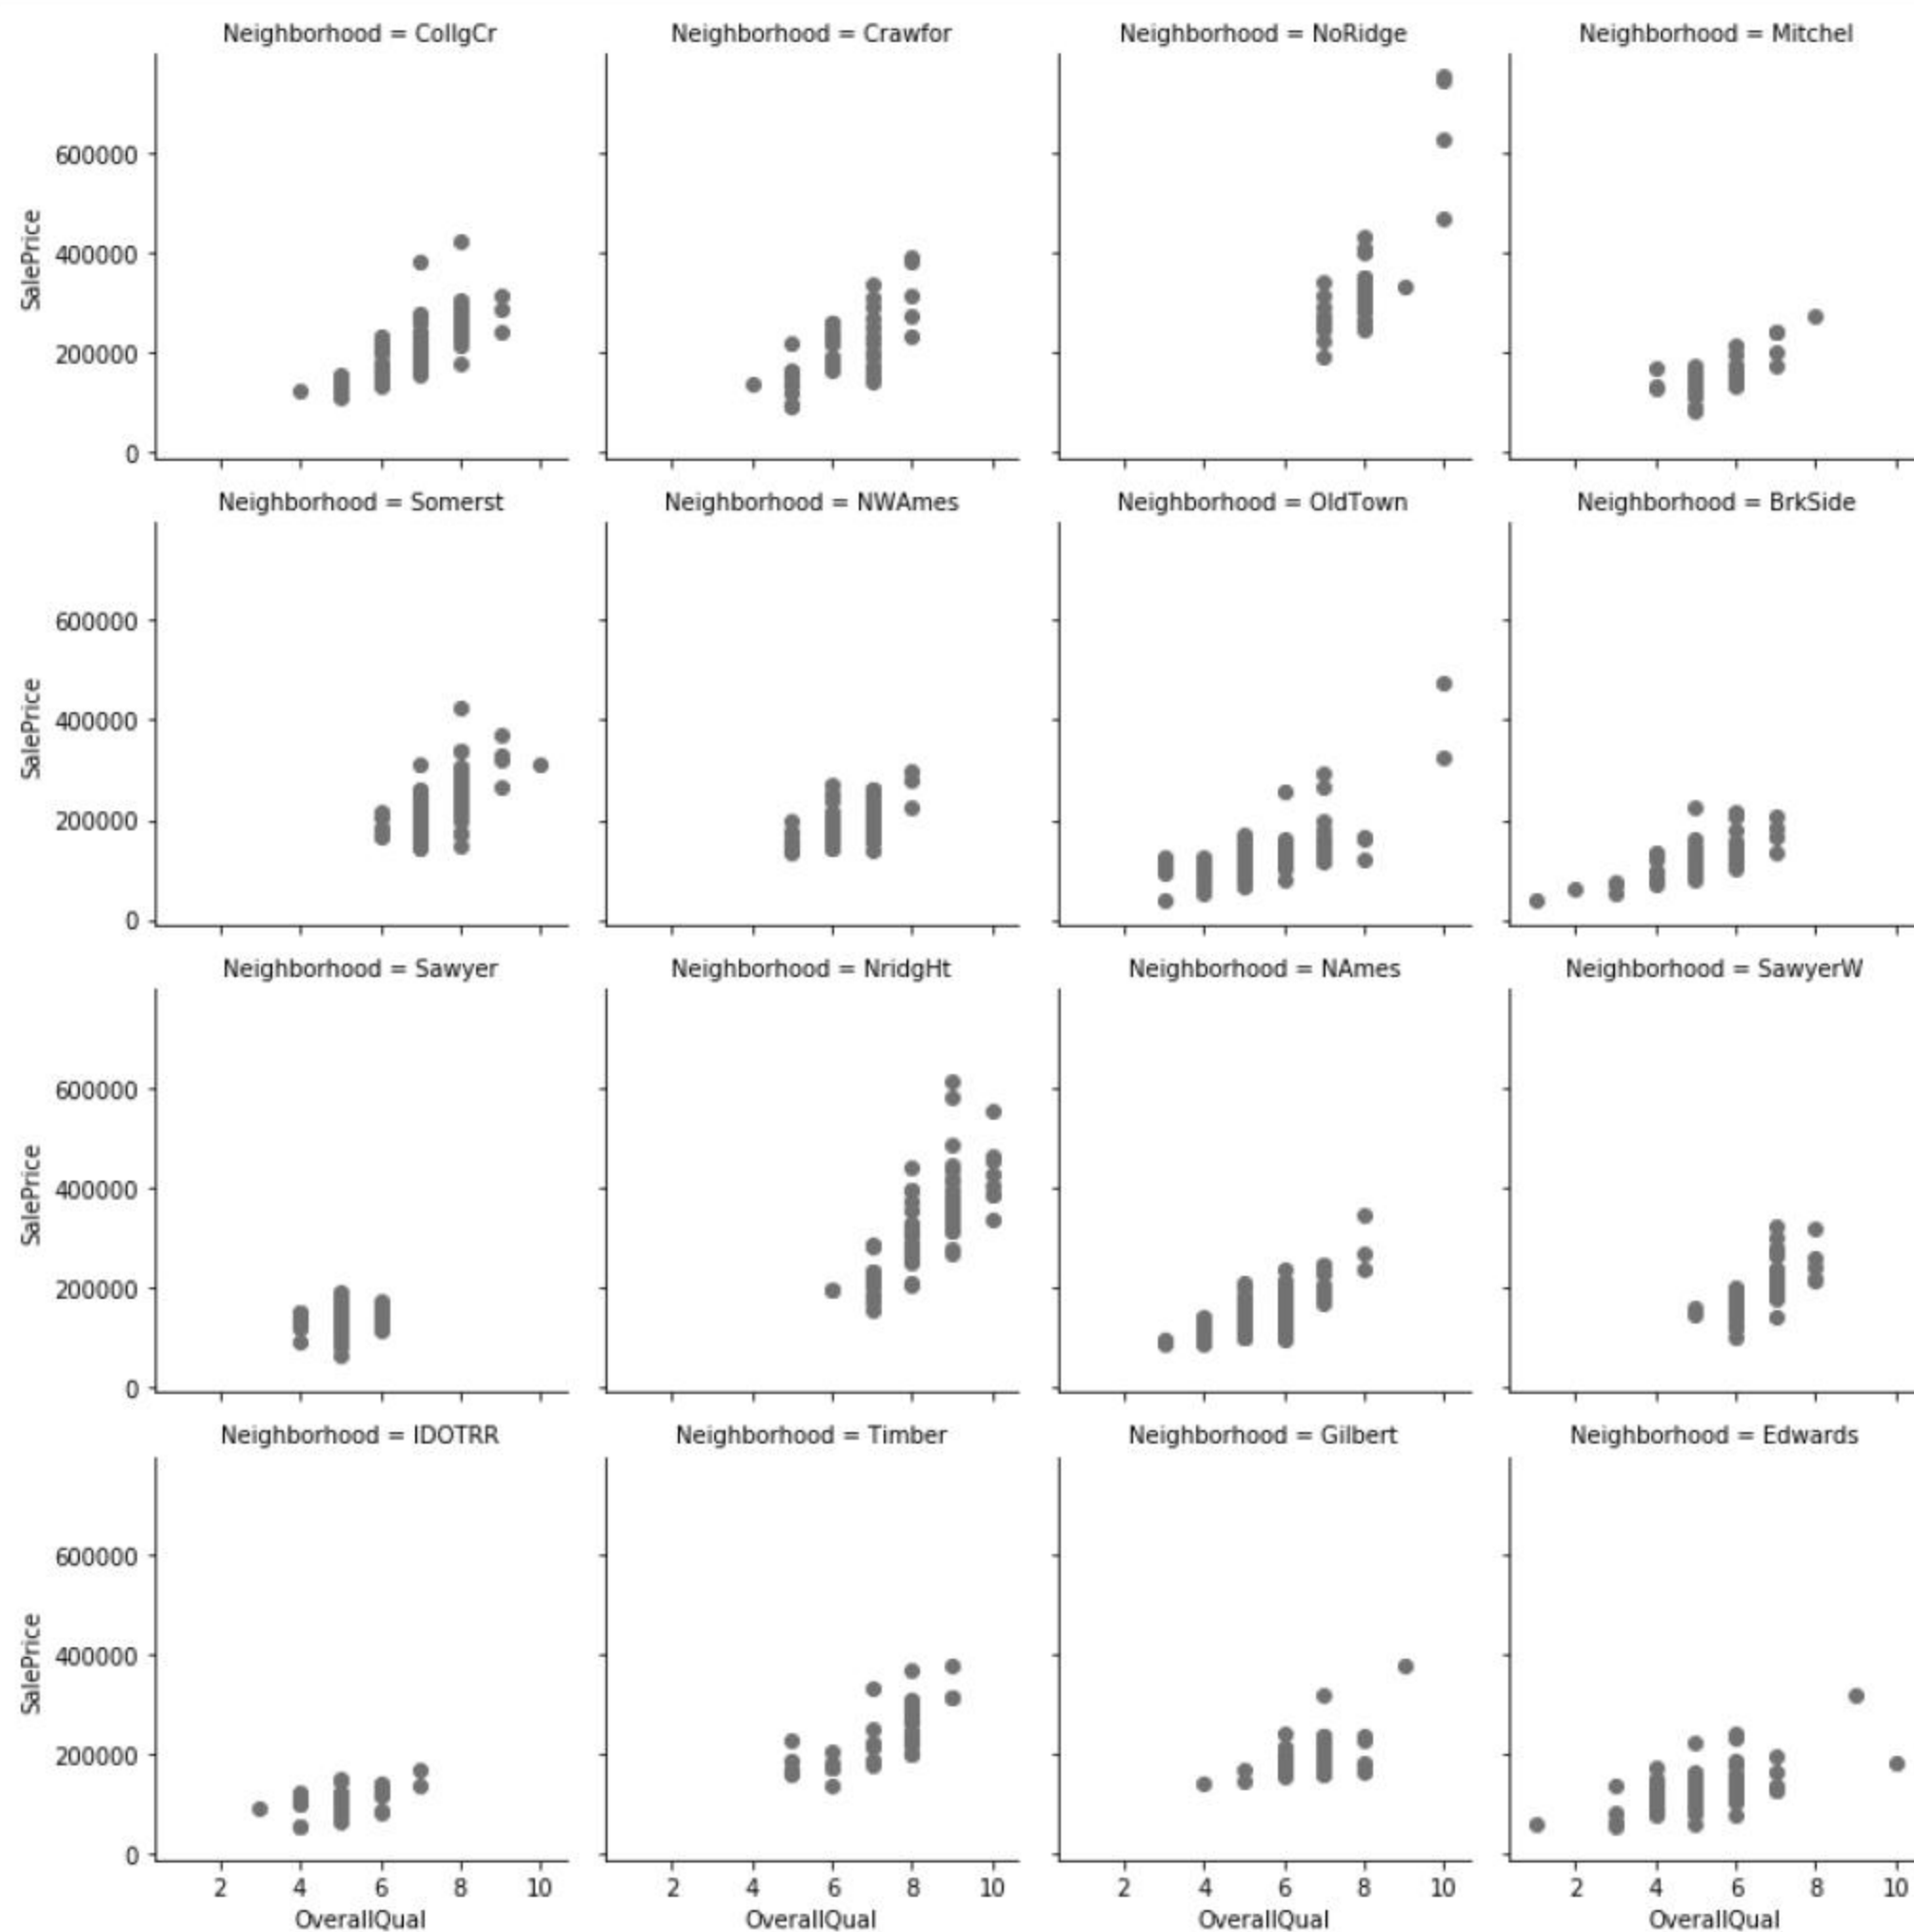 Neighborhood = CollgCr
Neighborhood = Crawfor
Neighborhood = NoRidge
Neighborhood = Mitchel
SalePrice
600000
400000
200000
0
Neighborhood = Somerst
Neighborhood = NWAmes
Neighborhood = OldTown
Neighborhood = BrkSide
SalePrice
600000
400000
200000
0
Neighborhood = Sawyer
Neighborhood = NridgHt
Neighborhood = NAmes
Neighborhood = SawyerW
SalePrice
600000
400000
200000
0
Neighborhood = IDOTRR
Neighborhood = Timber
Neighborhood = Gilbert
Neighborhood = Edwards
SalePrice
600000
400000
200000
0
2 4 6 8 10
2 4 6 8 10
2 4 6 8 10
2 4 6 8 10
OverallQual
OverallQual
OverallQual
OverallQual